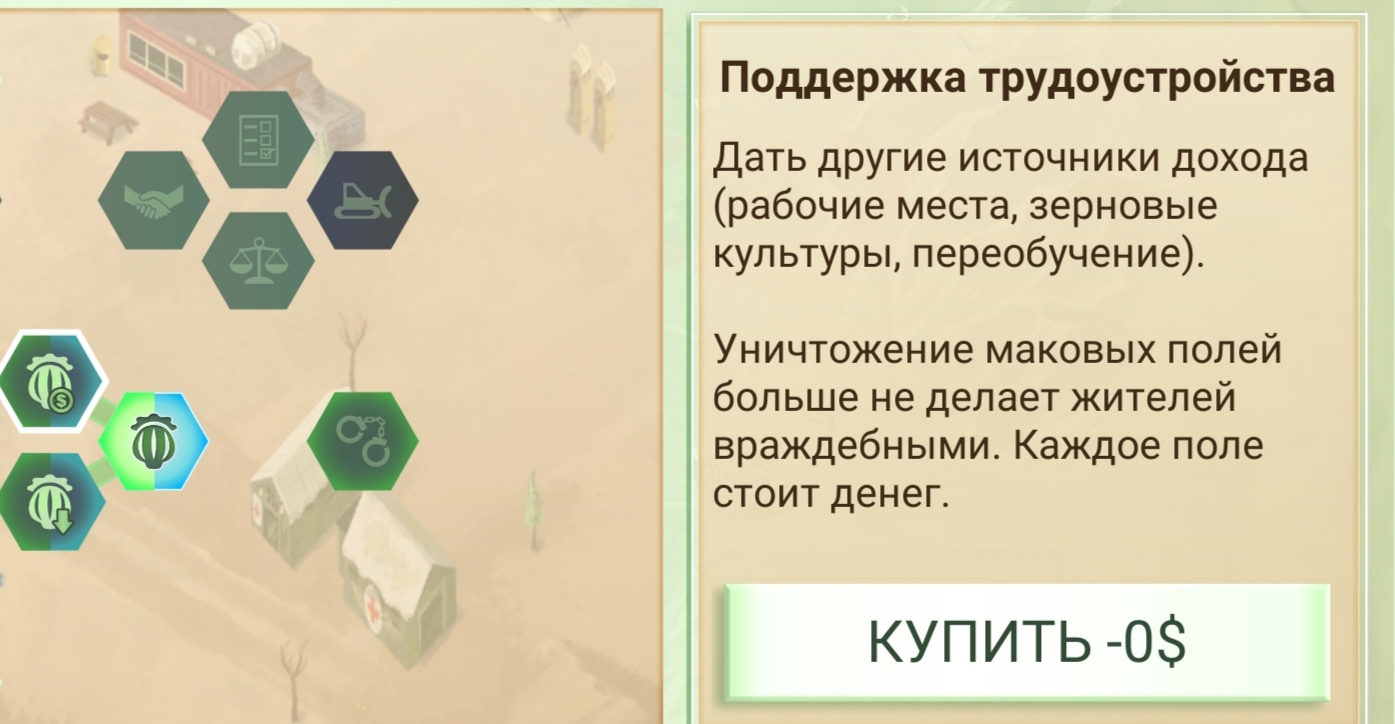 Поддержка трудоустройства
Дать другие источники дохода
(рабочие места, зерновые
культуры, переобучение).
Уничтожение маковых полей
больше не делает жителей
враждебными. Каждое поле
стоит денег.
КУПИТЬ -0$